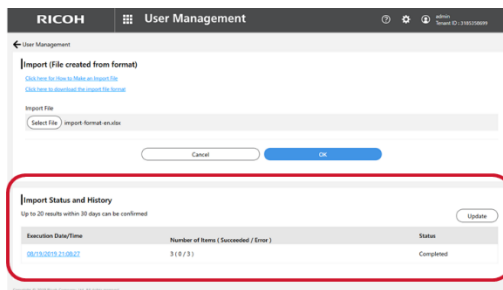 RICOH
User Management
admin
Tenant ID : 3185358699
User Management
Import (File created from format)
Click here for How to Make an Import File
Click here to download the import file format
Import File
Select File import-format-en.xlsx
Cancel
OK
Import Status and History
Up to 20 results within 30 days can be confirmed
Update
Execution Date/Time
Number of Items ( Succeeded / Error )
Status
08/19/2019 21:08:27
3 ( 0 / 3 )
Completed